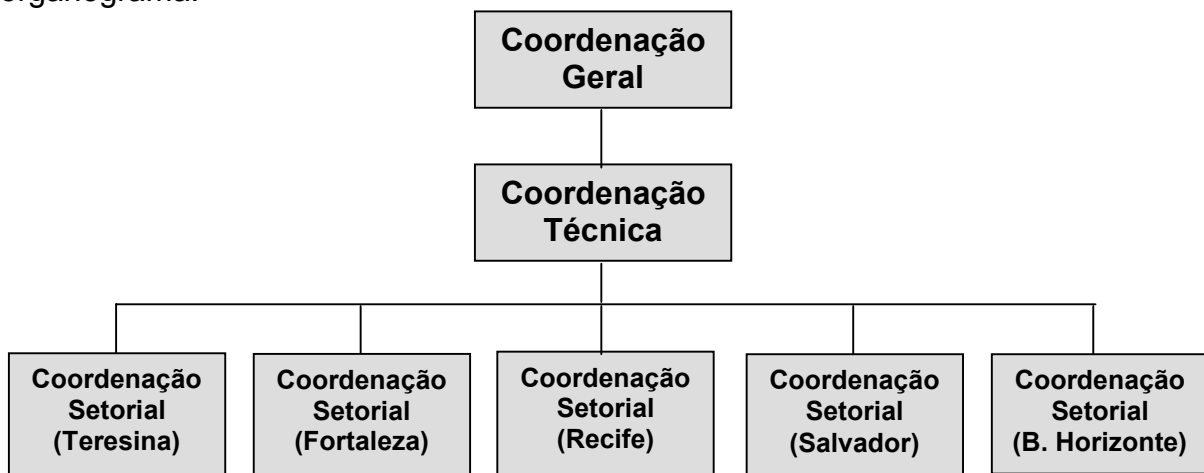 organograma.
Coordenação
Geral
Coordenação
Técnica
Coordenação
Setorial
(Teresina)
Coordenação
Setorial
(Fortaleza)
Coordenação
Setorial
(Recife)
Coordenação
Setorial
(Salvador)
Coordenação
Setorial
(B. Horizonte)